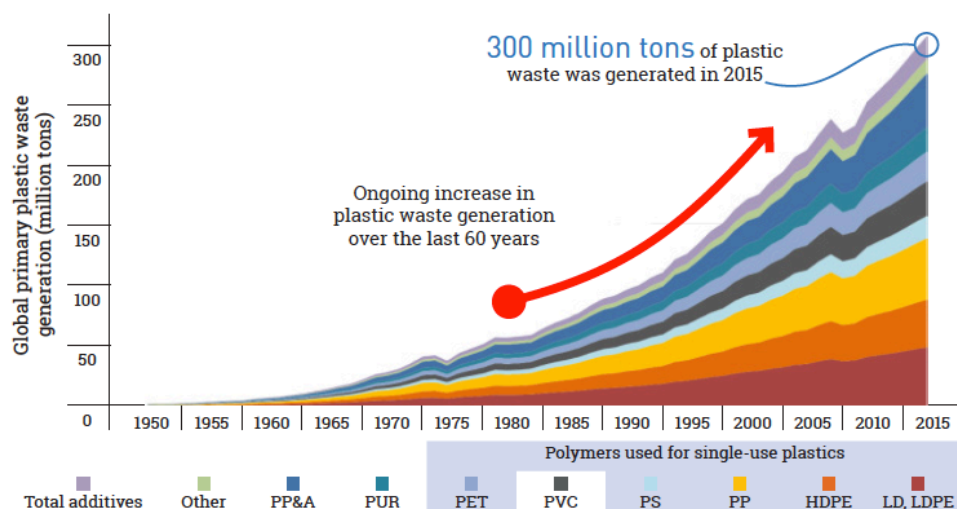 Global primary plastic waste
generation (million tons)
300
250
200
150
100
50
0
300 million tons of plastic
waste was generated in 2015
Ongoing increase in
plastic waste generation
over the last 60 years
1950 1955 1960 1965 1970 1975 1980 1985 1990 1995 2000 2005 2010 2015
Polymers used for single-use plastics
Total additives Other PP&A PUR PET PVC PS PP HDPE LD, LDPE